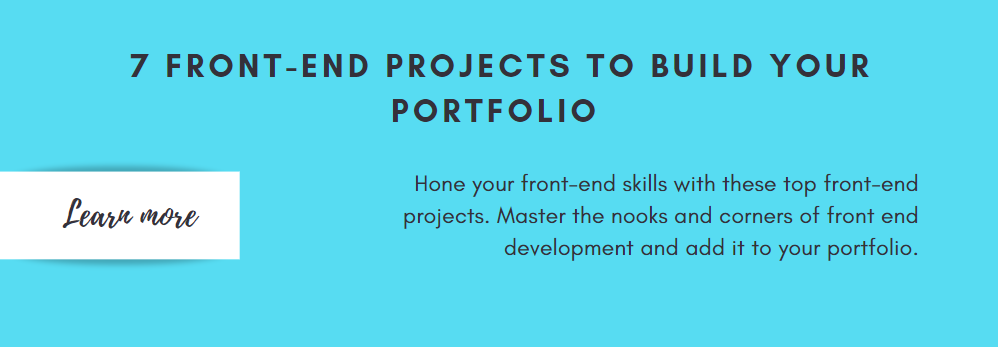 7 FRONT-END PROJECTS TO BUILD YOUR
PORTFOLIO
Learn more
Hone your front-end skills with these top front-end
projects. Master the nooks and corners of front end
development and add it to your portfolio.